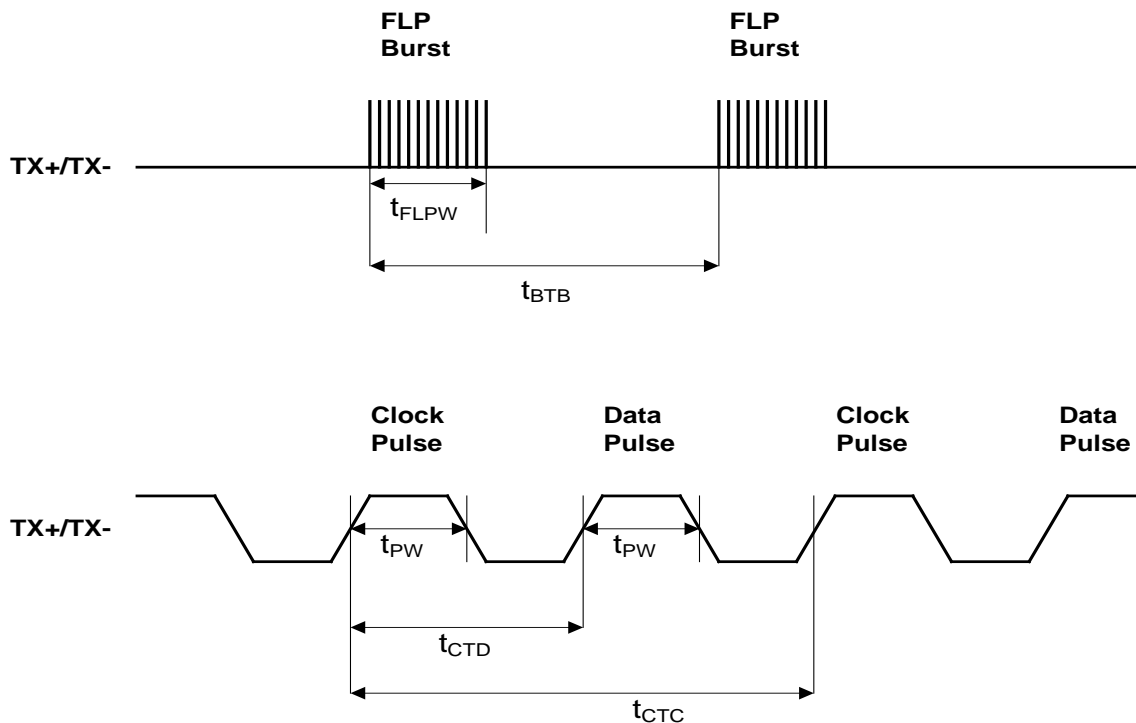 FLP
Burst
FLP
Burst
TX+/TX-
tFLPW
tBTB
Clock
Pulse
Data
Pulse
Clock
Pulse
Data
Pulse
TX+/TX-
tPW
tPW
tCTD
tCTC